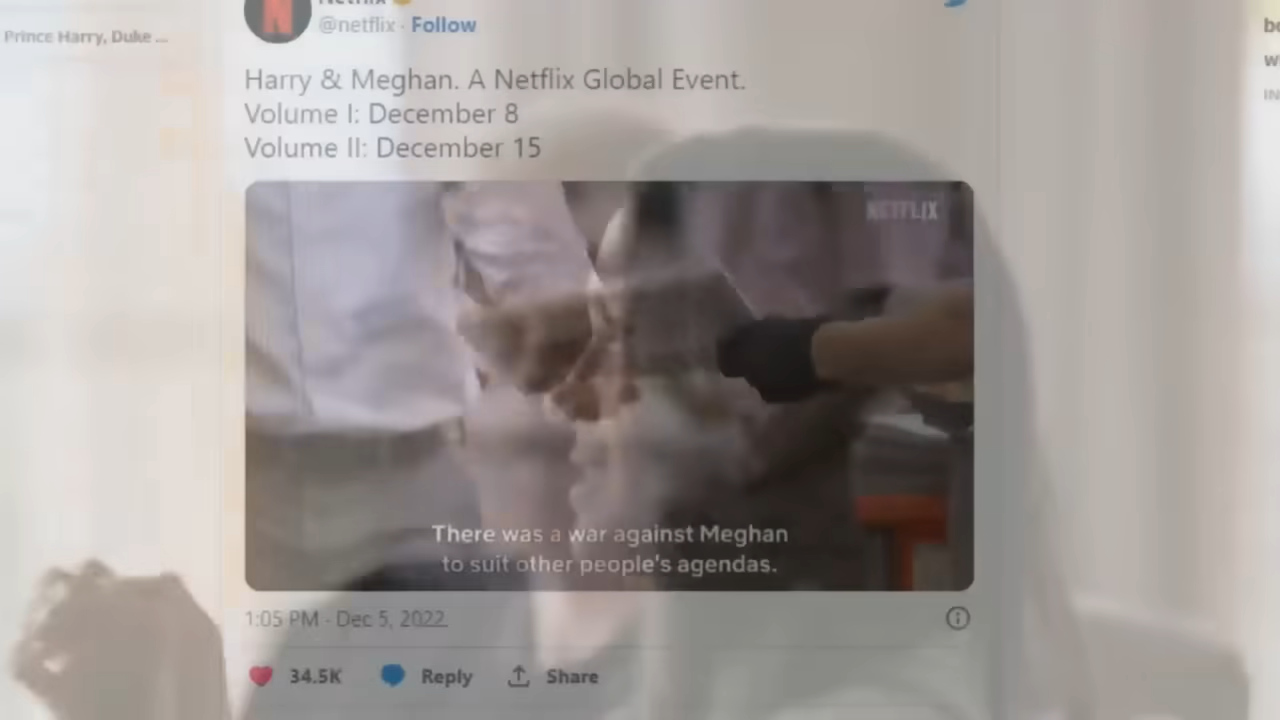 Prince Harry, Duke ...
Netflix
@netflix · Follow
Harry & Meghan. A Netflix Global Event.
Volume I: December 8
Volume II: December 15
NETFLIX
There was a war against Meghan
to suit other people's agendas.
1:05 PM · Dec 5, 2022
34.5K Reply Share